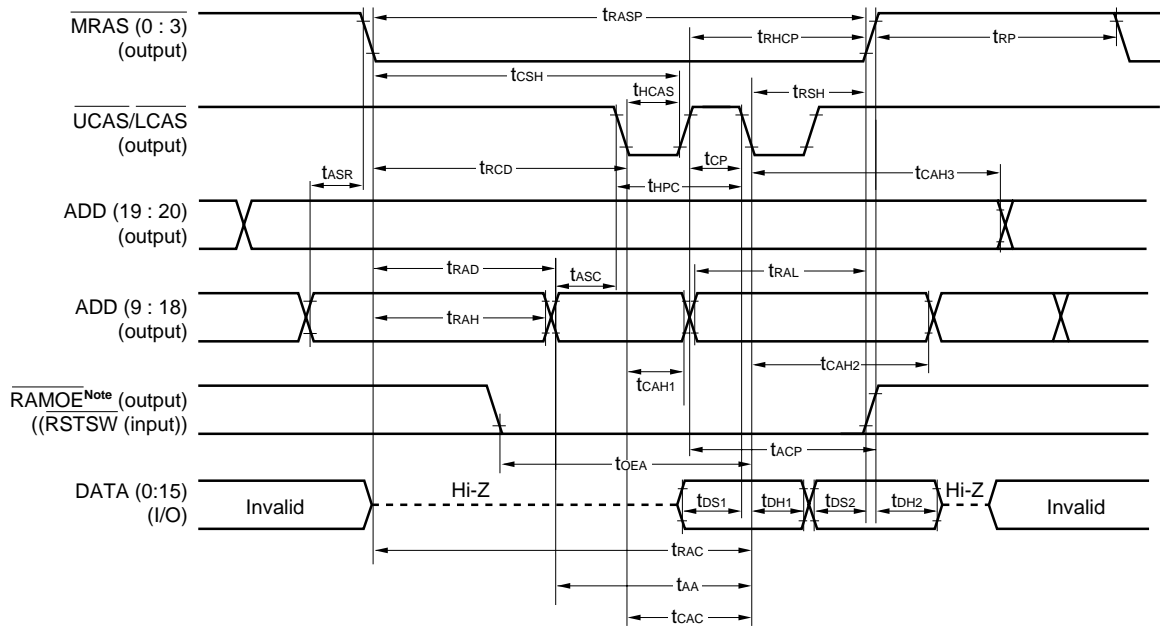 MRAS (0 : 3)
(output)
tRASP
tRHCP
tRP
tCSH
tHCAS
tRSH
UCAS/LCAS
(output)
tRCD
tCP
tASR
tHPC
tCAH3
ADD (19 : 20)
(output)
tRAD
tASC
tRAL
ADD (9 : 18)
(output)
tRAH
tCAH1
tCAH2
RAMOE Note (output)
((RSTSW (input))
tOEA
tACP
DATA (0:15)
(I/O)
Invalid
Hi-Z
tDS1
tDH1
tDS2
tDH2
Hi-Z
Invalid
tRAC
tAA
tCAC